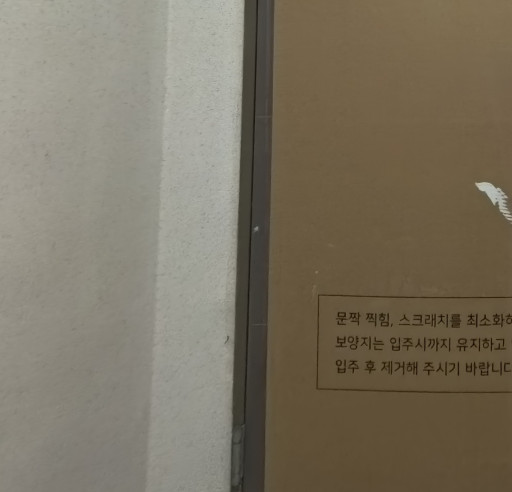 문짝 찍힘, 스크래치를 최소화하
보양지는 입주시까지 유지하고
입주 후 제거해 주시기 바랍니다